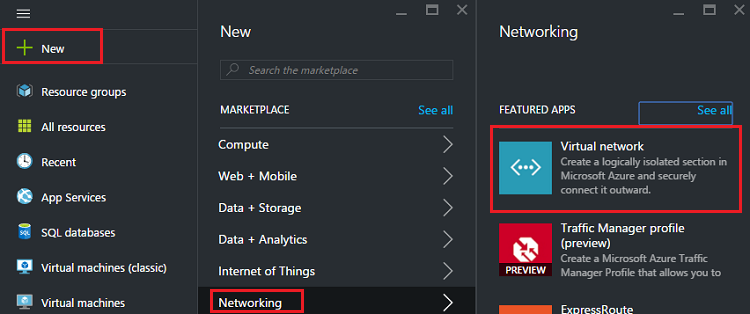 New
Resource groups
All resources
Recent
App Services
SQL databases
Virtual machines (classic)
Virtual machines
New
Search the marketplace
MARKETPLACE
See all
Compute
Web + Mobile
Data + Storage
Data + Analytics
Internet of Things
Networking
Networking
FEATURED APPS
See all
Virtual network
Create a logically isolated section in
Microsoft Azure and securely
connect it outward.
Traffic Manager profile
(preview)
Create a Microsoft Azure Traffic
Manager Profile that allows you to
PREVIEW
ExpressRoute